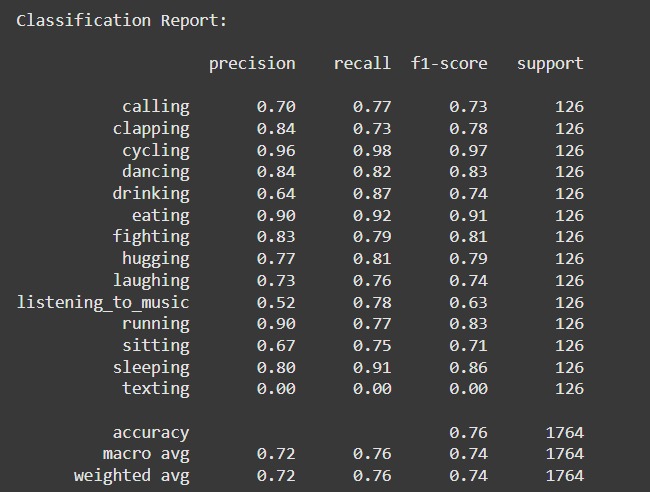 Classification Report:
precision recall f1-score support
calling 0.70 0.77 0.73 126
clapping 0.84 0.73 0.78 126
cycling 0.96 0.98 0.97 126
dancing 0.84 0.82 0.83 126
drinking 0.64 0.87 0.74 126
eating 0.90 0.92 0.91 126
fighting 0.83 0.79 0.81 126
hugging 0.77 0.81 0.79 126
laughing 0.73 0.76 0.74 126
listening_to_music 0.52 0.78 0.63 126
running 0.90 0.77 0.83 126
sitting 0.67 0.75 0.71 126
sleeping 0.80 0.91 0.86 126
texting 0.00 0.00 0.00 126
accuracy 0.76 1764
macro avg 0.72 0.76 0.74 1764
weighted avg 0.72 0.76 0.74 1764